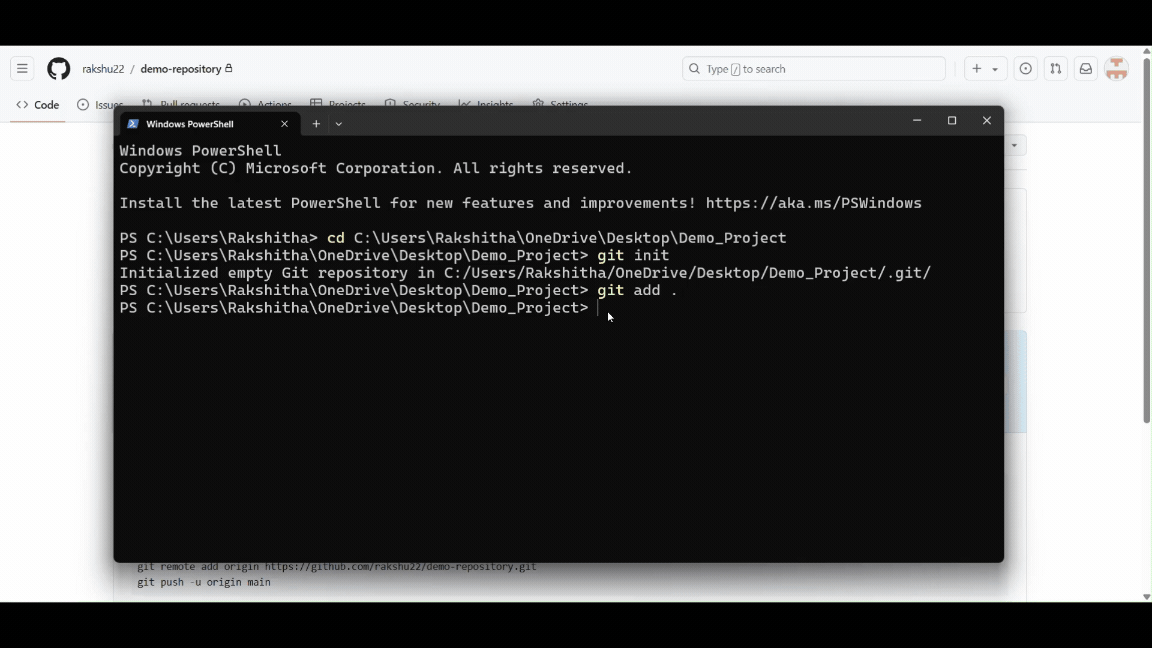 rakshu22 / demo-repository
Type / to search
Code Issues Pull requests Actions Projects Security Insights Settings
Windows PowerShell
Windows PowerShell
Copyright (C) Microsoft Corporation. All rights reserved.
Install the latest PowerShell for new features and improvements! https://aka.ms/PSWindows
PS C:\Users\Rakshitha> cd C:\Users\Rakshitha\OneDrive\Desktop\Demo_Project
PS C:\Users\Rakshitha\OneDrive\Desktop\Demo_Project> git init
Initialized empty Git repository in C:/Users/Rakshitha/OneDrive/Desktop/Demo_Project/.git/
PS C:\Users\Rakshitha\OneDrive\Desktop\Demo_Project> git add .
PS C:\Users\Rakshitha\OneDrive\Desktop\Demo_Project>
git remote add origin https://github.com/rakshu22/demo-repository.git
git push -u origin main